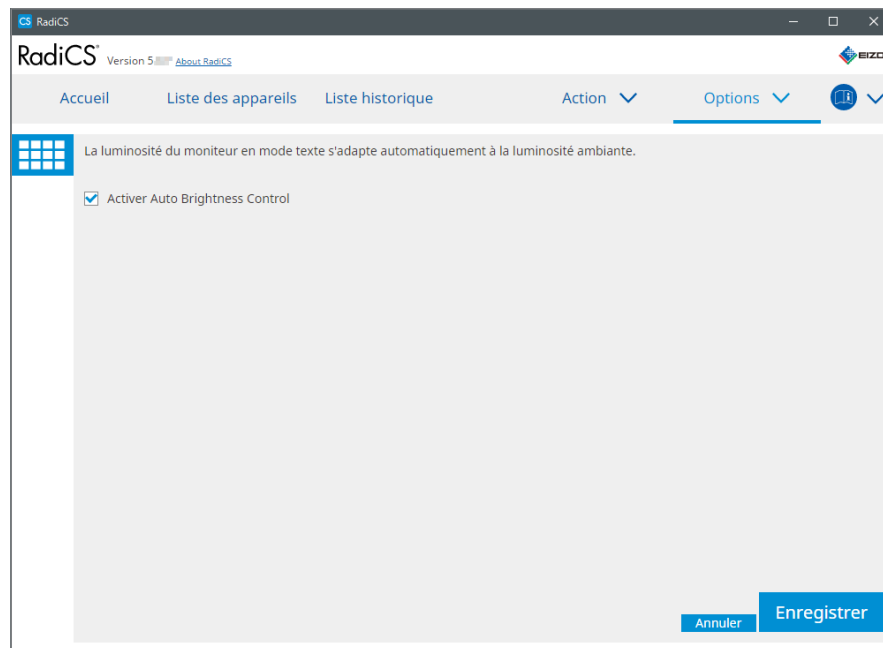 CS RadiCS
RadiCS® Version 5. About RadiCS
EIZO
Accueil Liste des appareils Liste historique Action Options
La luminosité du moniteur en mode texte s'adapte automatiquement à la luminosité ambiante.
Activer Auto Brightness Control
Annuler Enregistrer